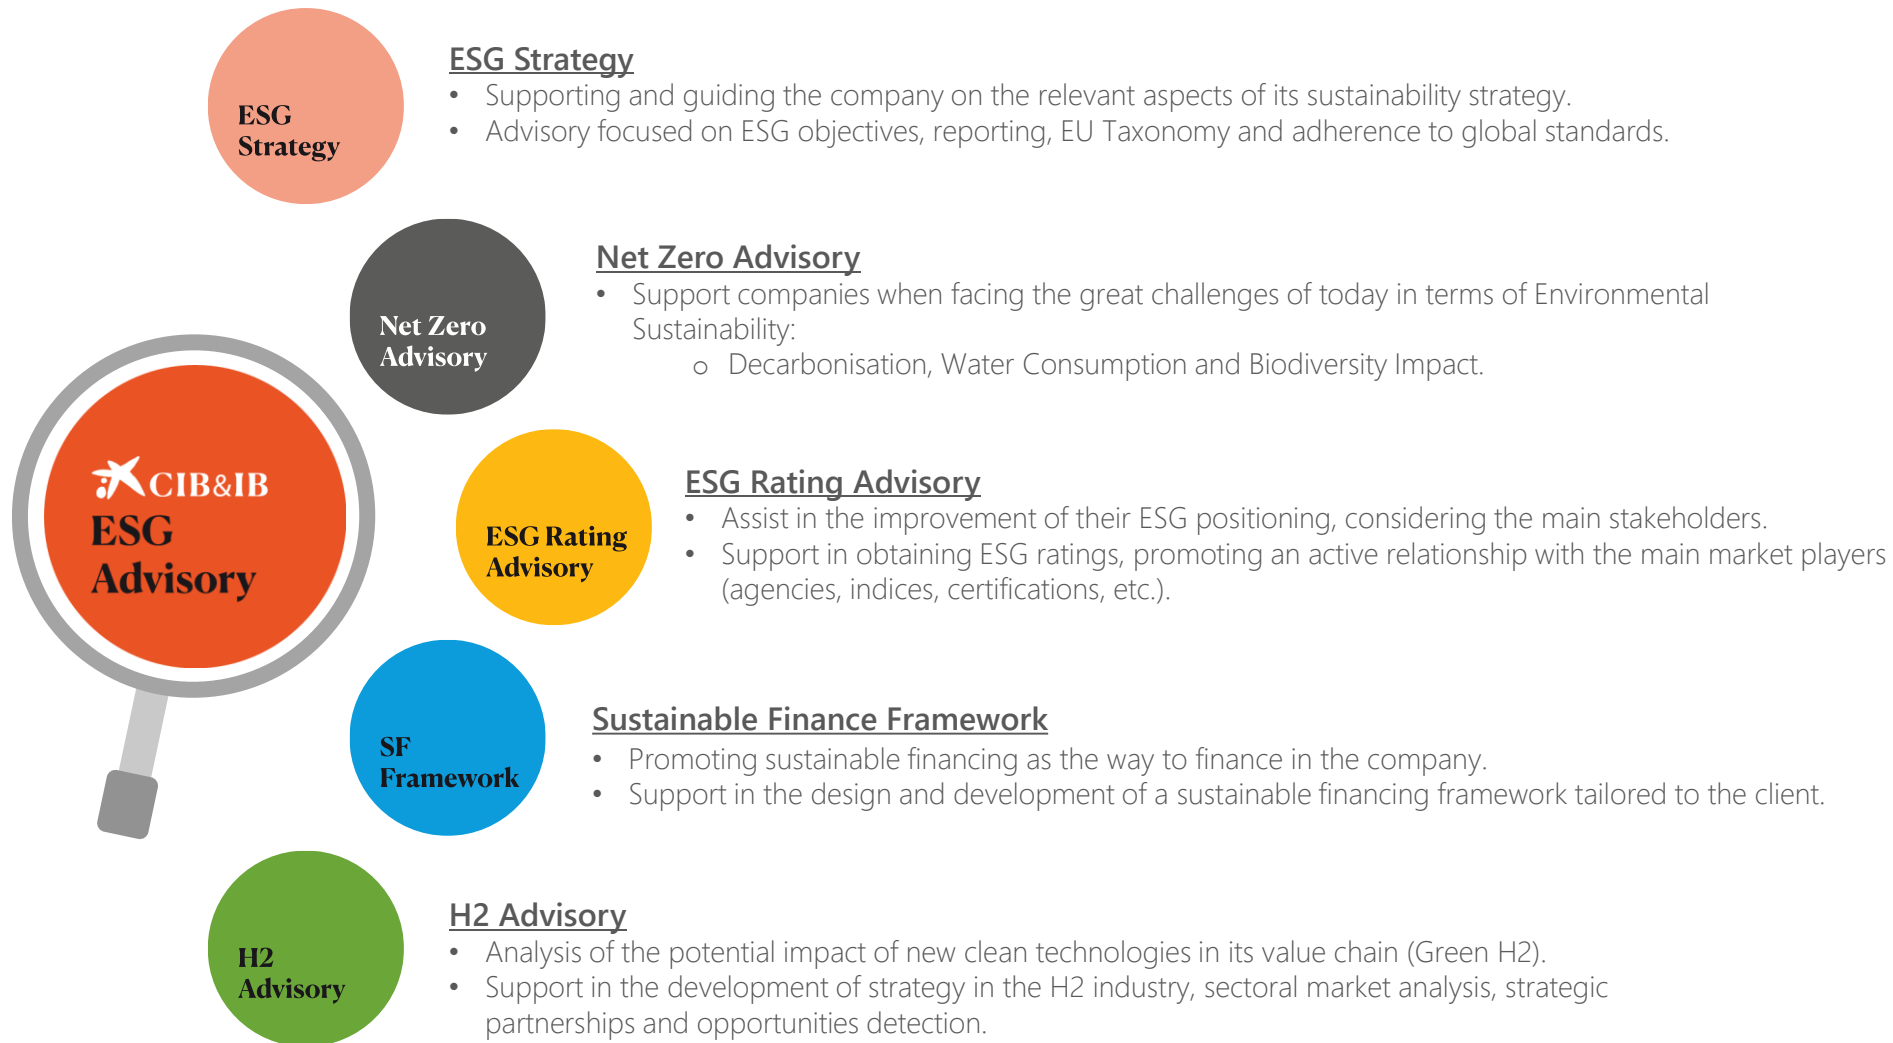 ESG
Strategy
ESG Strategy
• Supporting and guiding the company on the relevant aspects of its sustainability strategy.
• Advisory focused on ESG objectives, reporting, EU Taxonomy and adherence to global standards.
Net Zero
Advisory
Net Zero Advisory
• Support companies when facing the great challenges of today in terms of Environmental
Sustainability:
o Decarbonisation, Water Consumption and Biodiversity Impact.
CIB&IB
ESG
Advisory
ESG Rating
Advisory
ESG Rating Advisory
• Assist in the improvement of their ESG positioning, considering the main stakeholders.
• Support in obtaining ESG ratings, promoting an active relationship with the main market players
(agencies, indices, certifications, etc.).
SF
Framework
Sustainable Finance Framework
• Promoting sustainable financing as the way to finance in the company.
• Support in the design and development of a sustainable financing framework tailored to the client.
H2
Advisory
H2 Advisory
• Analysis of the potential impact of new clean technologies in its value chain (Green H2).
• Support in the development of strategy in the H2 industry, sectoral market analysis, strategic
partnerships and opportunities detection.